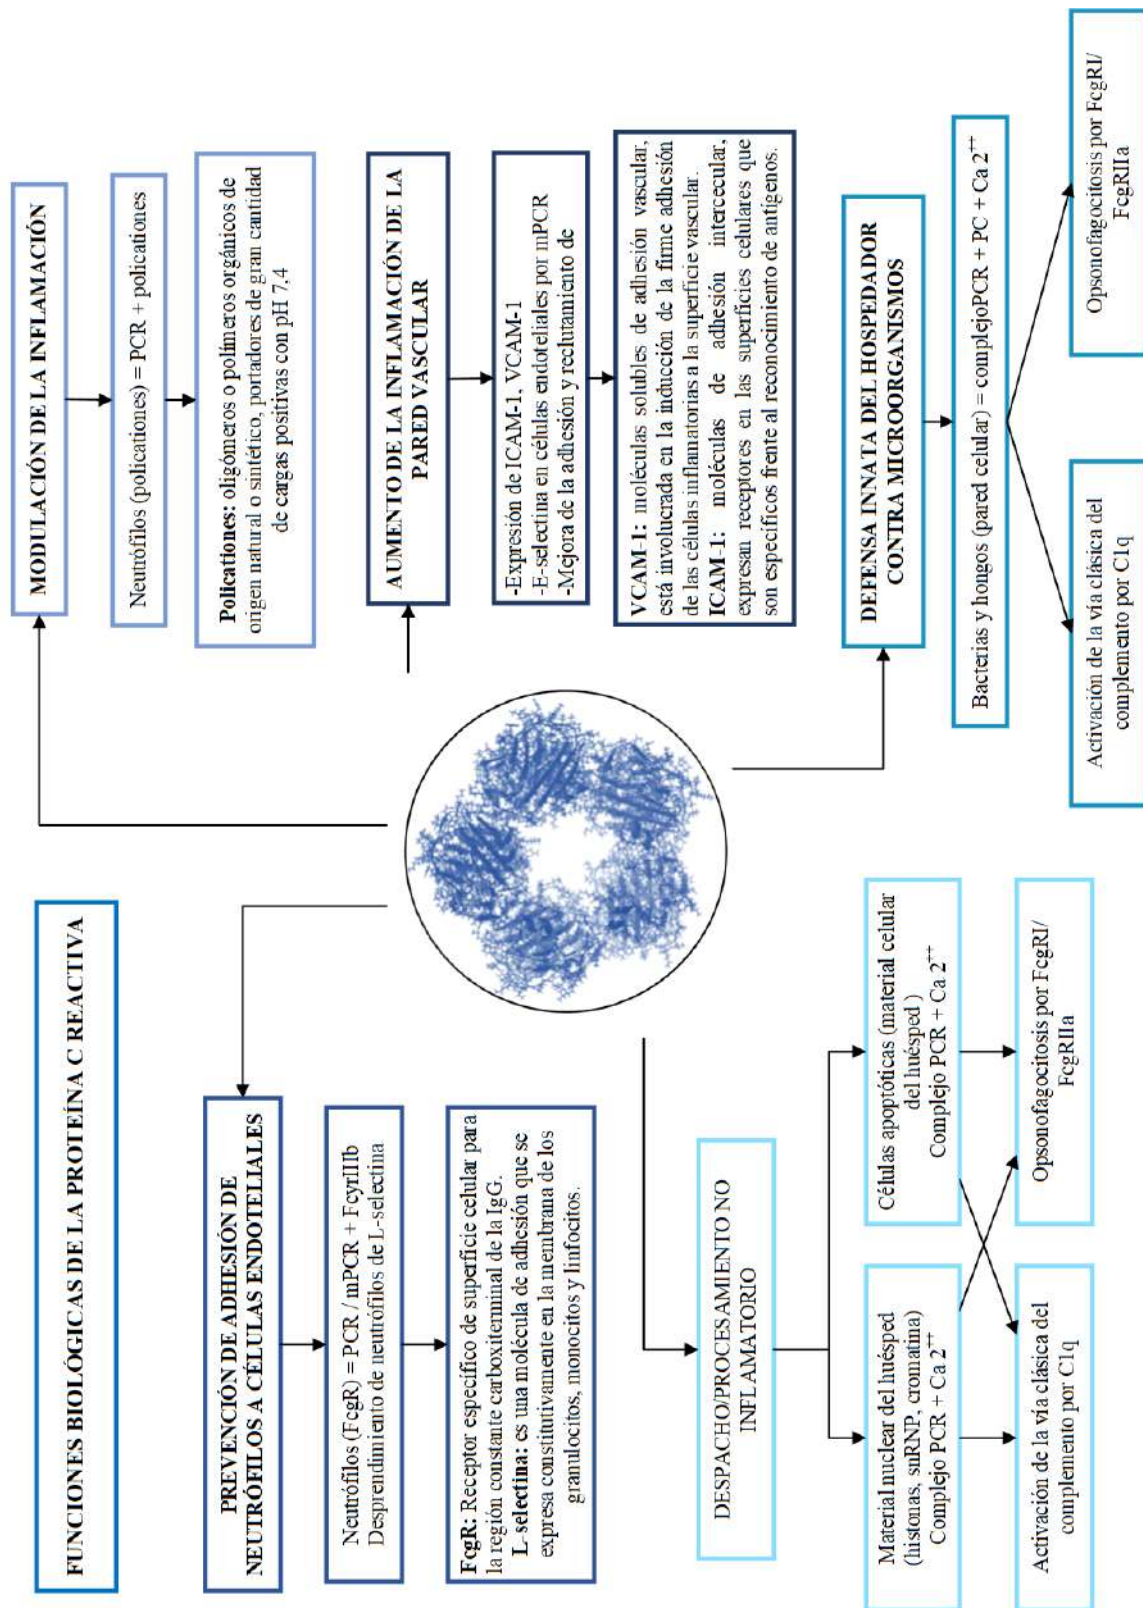 FUNCIONES BIOLÓGICAS DE LA PROTEÍNA C REACTIVA
PREVENCIÓN DE ADHESIÓN DE
NEUTRÓFILOS A CÉLULAS ENDOTELIALES
Neutrófilos (FcgR) = PCR / mPCR + FcyrIIIb
Desprendimiento de neutrófilos de L-selectina
FcgR: Receptor específico de superficie celular para
la región constante carboxiterminal de la IgG.
L-selectina: es una molécula de adhesión que se
expresa constitutivamente en la membrana de los
granulocitos, monocitos y linfocitos.
DESPACHO/PROCESAMIENTO NO
INFLAMATORIO
Material nuclear del huésped
(histonas, snRNP, cromatina)
Complejo PCR + Ca 2⁺⁺
Células apoptóticas (material celular
del huésped )
Complejo PCR + Ca 2⁺⁺
Activación de la vía clásica del
complemento por C1q
Opsonofagocitosis por FcgRI/
FcgRIIa
MODULACIÓN DE LA INFLAMACIÓN
Neutrófilos (policationes) = PCR + policationes
Policationes: oligómeros o polímeros orgánicos de
origen natural o sintético, portadores de gran cantidad
de cargas positivas con pH 7.4
AUMENTO DE LA INFLAMACIÓN DE LA
PARED VASCULAR
-Expresión de ICAM-1, VCAM-1
-E-selectina en células endoteliales por mPCR
-Mejora de la adhesión y reclutamiento de
VCAM-1: moléculas solubles de adhesión vascular,
está involucrada en la inducción de la firme adhesión
de las células inflamatorias a la superficie vascular.
ICAM-1: moléculas de adhesión intercecular,
expresan receptores en las superficies celulares que
son específicos frente al reconocimiento de antígenos.
DEFENSA INNATA DEL HOSPEDADOR
CONTRA MICROORGANISMOS
Bacterias y hongos (pared celular) = complejoPCR + PC + Ca 2⁺⁺
Activación de la vía clásica del
complemento por C1q
Opsonofagocitosis por FcgRI/
FcgRIIa